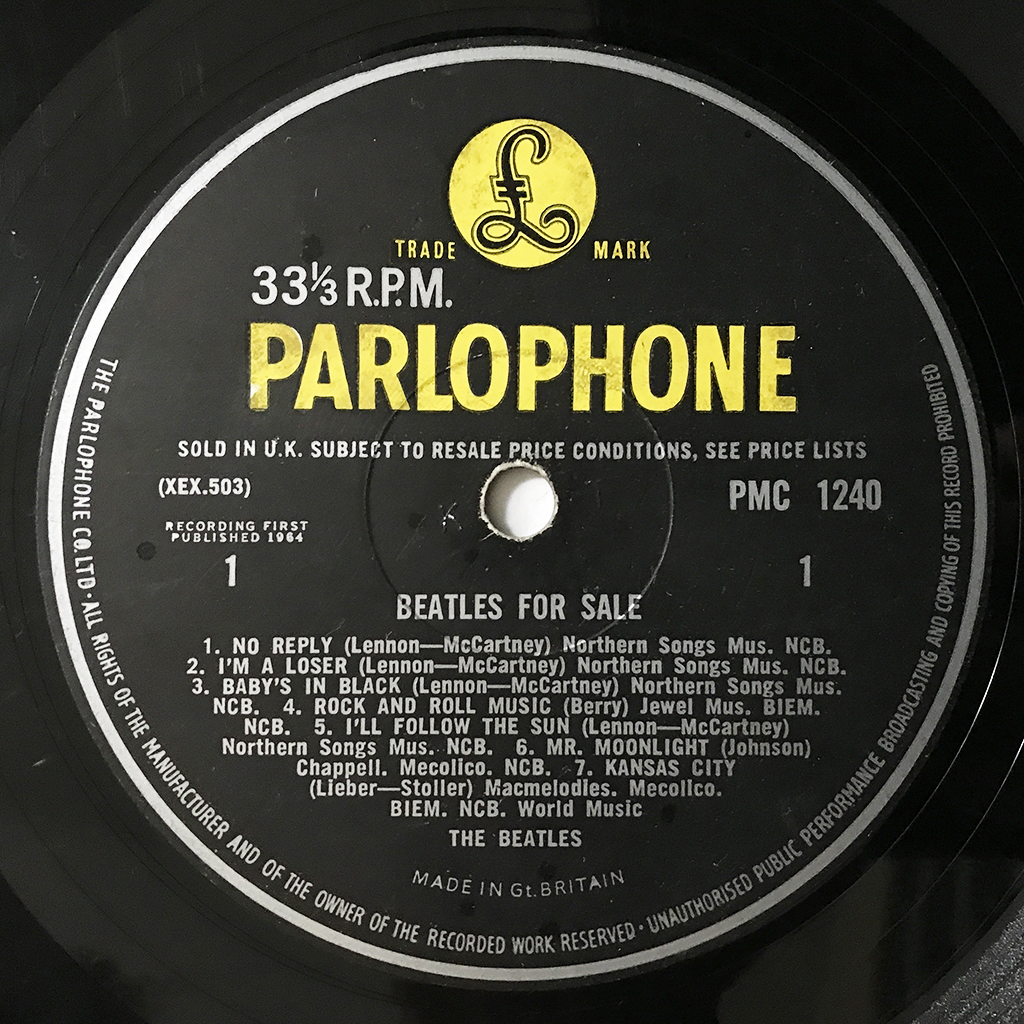 £
TRADE MARK
33⅓ R.P.M.
PARLOPHONE
SOLD IN U.K. SUBJECT TO RESALE PRICE CONDITIONS, SEE PRICE LISTS
(XEX.503) PMC 1240
RECORDING FIRST
PUBLISHED 1964
1 1
BEATLES FOR SALE
1. NO REPLY (Lennon—McCartney) Northern Songs Mus. NCB.
2. I'M A LOSER (Lennon—McCartney) Northern Songs Mus. NCB.
3. BABY'S IN BLACK (Lennon—McCartney) Northern Songs Mus.
NCB. 4. ROCK AND ROLL MUSIC (Berry) Jewel Mus. BIEM.
NCB. 5. I'LL FOLLOW THE SUN (Lennon—McCartney)
Northern Songs Mus. NCB. 6. MR. MOONLIGHT (Johnson)
Chappell. Mecolico. NCB. 7. KANSAS CITY
(Lieber—Stoller) Macmelodies. Mecolico.
BIEM. NCB. World Music
THE BEATLES
MADE IN Gt. BRITAIN
THE PARLOPHONE CO. LTD · ALL RIGHTS OF THE MANUFACTURER AND OF THE OWNER OF THE RECORDED WORK RESERVED · UNAUTHORISED PUBLIC PERFORMANCE BROADCASTING AND COPYING OF THIS RECORD PROHIBITED